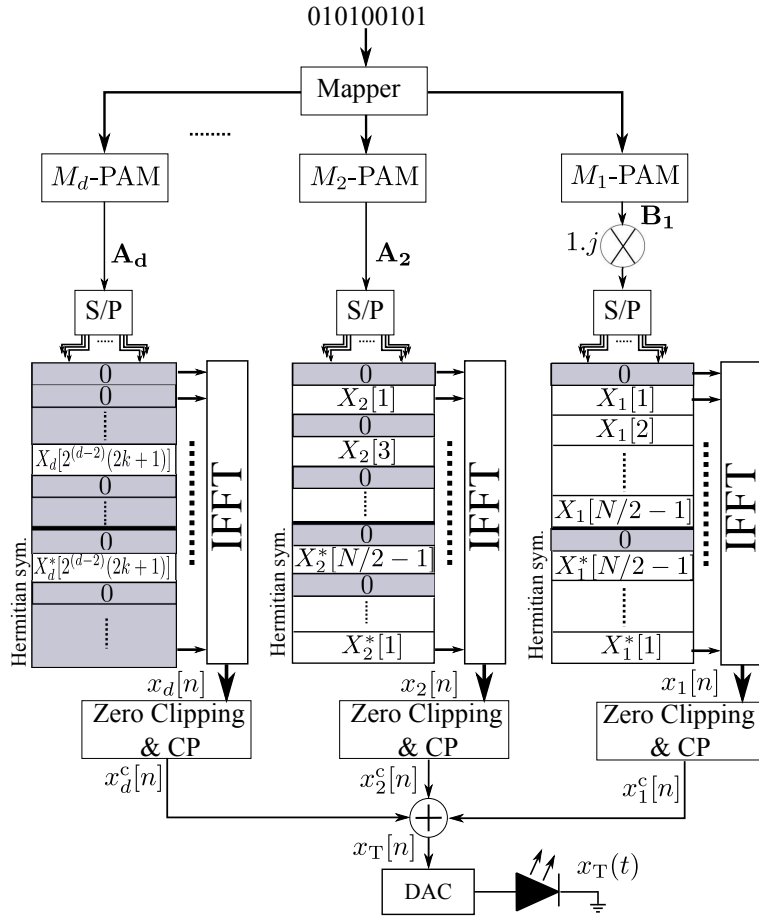 010100101
Mapper
........
$M_d$-PAM
$M_2$-PAM
$M_1$-PAM
$\mathbf{A_d}$
$\mathbf{A_2}$
$\mathbf{B_1}$
$1.j$
S/P
S/P
S/P
0
0
$X_d[2^{(d-2)}(2k+1)]$
0
0
$X_d^*[2^{(d-2)}(2k+1)]$
0
Hermitian sym.
IFFT
0
$X_2[1]$
0
$X_2[3]$
0
0
$X_2^*[N/2-1]$
0
$X_2^*[1]$
Hermitian sym.
IFFT
0
$X_1[1]$
$X_1[2]$
$X_1[N/2-1]$
0
$X_1^*[N/2-1]$
$X_1^*[1]$
Hermitian sym.
IFFT
$x_d[n]$
$x_2[n]$
$x_1[n]$
Zero Clipping
& CP
Zero Clipping
& CP
Zero Clipping
& CP
$x_d^c[n]$
$x_2^c[n]$
$x_1^c[n]$
+
$x_T[n]$
DAC
$x_T(t)$